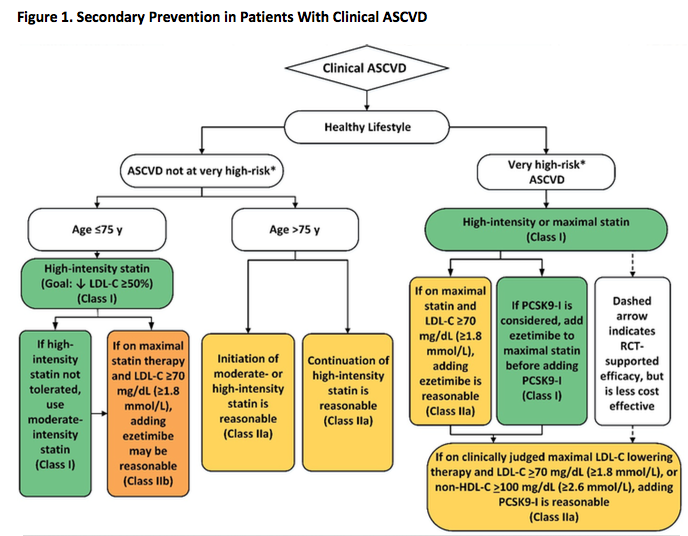 Figure 1. Secondary Prevention in Patients With Clinical ASCVD
Clinical ASCVD
Healthy Lifestyle
ASCVD not at very high-risk*
Very high-risk*
ASCVD
Age ≤75 y
Age >75 y
High-intensity or maximal statin
(Class I)
High-intensity statin
(Goal: ↓ LDL-C ≥50%)
(Class I)
If high-
intensity
statin not
tolerated,
use
moderate-
intensity
statin
(Class I)
If on maximal
statin therapy
and LDL-C ≥70
mg/dL (≥1.8
mmol/L),
adding
ezetimibe
may be
reasonable
(Class IIb)
Initiation of
moderate- or
high-intensity
statin is
reasonable
(Class IIa)
Continuation of
high-intensity
statin is
reasonable
(Class IIa)
If on maximal
statin and
LDL-C ≥70
mg/dL (≥1.8
mmol/L),
adding
ezetimibe is
reasonable
(Class IIa)
If PCSK9-I is
considered, add
ezetimibe to
maximal statin
before adding
PCSK9-I
(Class I)
Dashed
arrow
indicates
RCT-
supported
efficacy, but
is less cost
effective
If on clinically judged maximal LDL-C lowering
therapy and LDL-C ≥70 mg/dL (≥1.8 mmol/L), or
non-HDL-C ≥100 mg/dL (≥2.6 mmol/L), adding
PCSK9-I is reasonable
(Class IIa)